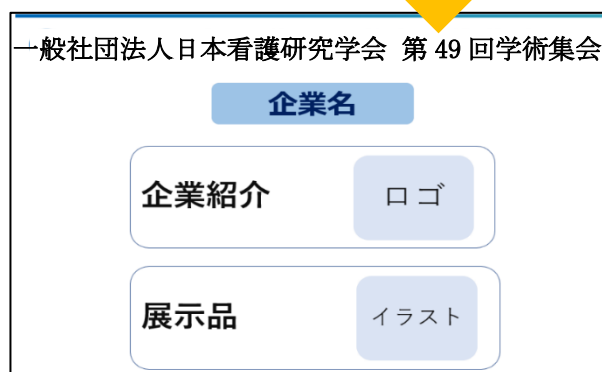 一般社団法人日本看護研究学会 第 49 回学術集会
企業名
企業紹介
ロゴ
展示品
イラスト